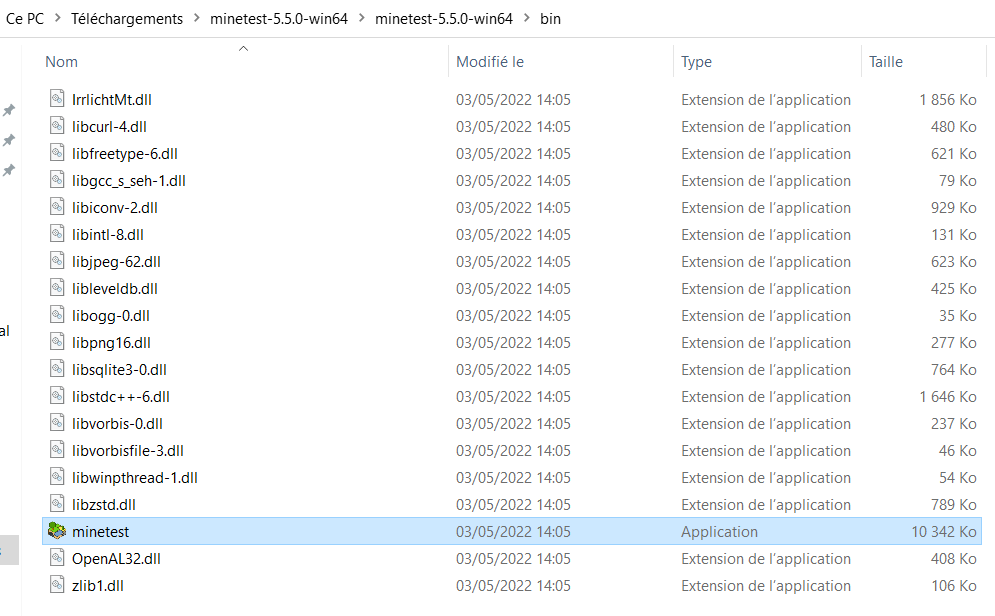 Ce PC > Téléchargements > minetest-5.5.0-win64 > minetest-5.5.0-win64 > bin
Nom Modifié le Type Taille
IrrlichtMt.dll 03/05/2022 14:05 Extension de l'application 1 856 Ko
libcurl-4.dll 03/05/2022 14:05 Extension de l'application 480 Ko
libfreetype-6.dll 03/05/2022 14:05 Extension de l'application 621 Ko
libgcc_s_seh-1.dll 03/05/2022 14:05 Extension de l'application 79 Ko
libiconv-2.dll 03/05/2022 14:05 Extension de l'application 929 Ko
libintl-8.dll 03/05/2022 14:05 Extension de l'application 131 Ko
libjpeg-62.dll 03/05/2022 14:05 Extension de l'application 623 Ko
libleveldb.dll 03/05/2022 14:05 Extension de l'application 425 Ko
libogg-0.dll 03/05/2022 14:05 Extension de l'application 35 Ko
al
libpng16.dll 03/05/2022 14:05 Extension de l'application 277 Ko
libsqlite3-0.dll 03/05/2022 14:05 Extension de l'application 764 Ko
libstdc++-6.dll 03/05/2022 14:05 Extension de l'application 1 646 Ko
libvorbis-0.dll 03/05/2022 14:05 Extension de l'application 237 Ko
libvorbisfile-3.dll 03/05/2022 14:05 Extension de l'application 46 Ko
libwinpthread-1.dll 03/05/2022 14:05 Extension de l'application 54 Ko
libzstd.dll 03/05/2022 14:05 Extension de l'application 789 Ko
minetest 03/05/2022 14:05 Application 10 342 Ko
OpenAL32.dll 03/05/2022 14:05 Extension de l'application 408 Ko
zlib1.dll 03/05/2022 14:05 Extension de l'application 106 Ko